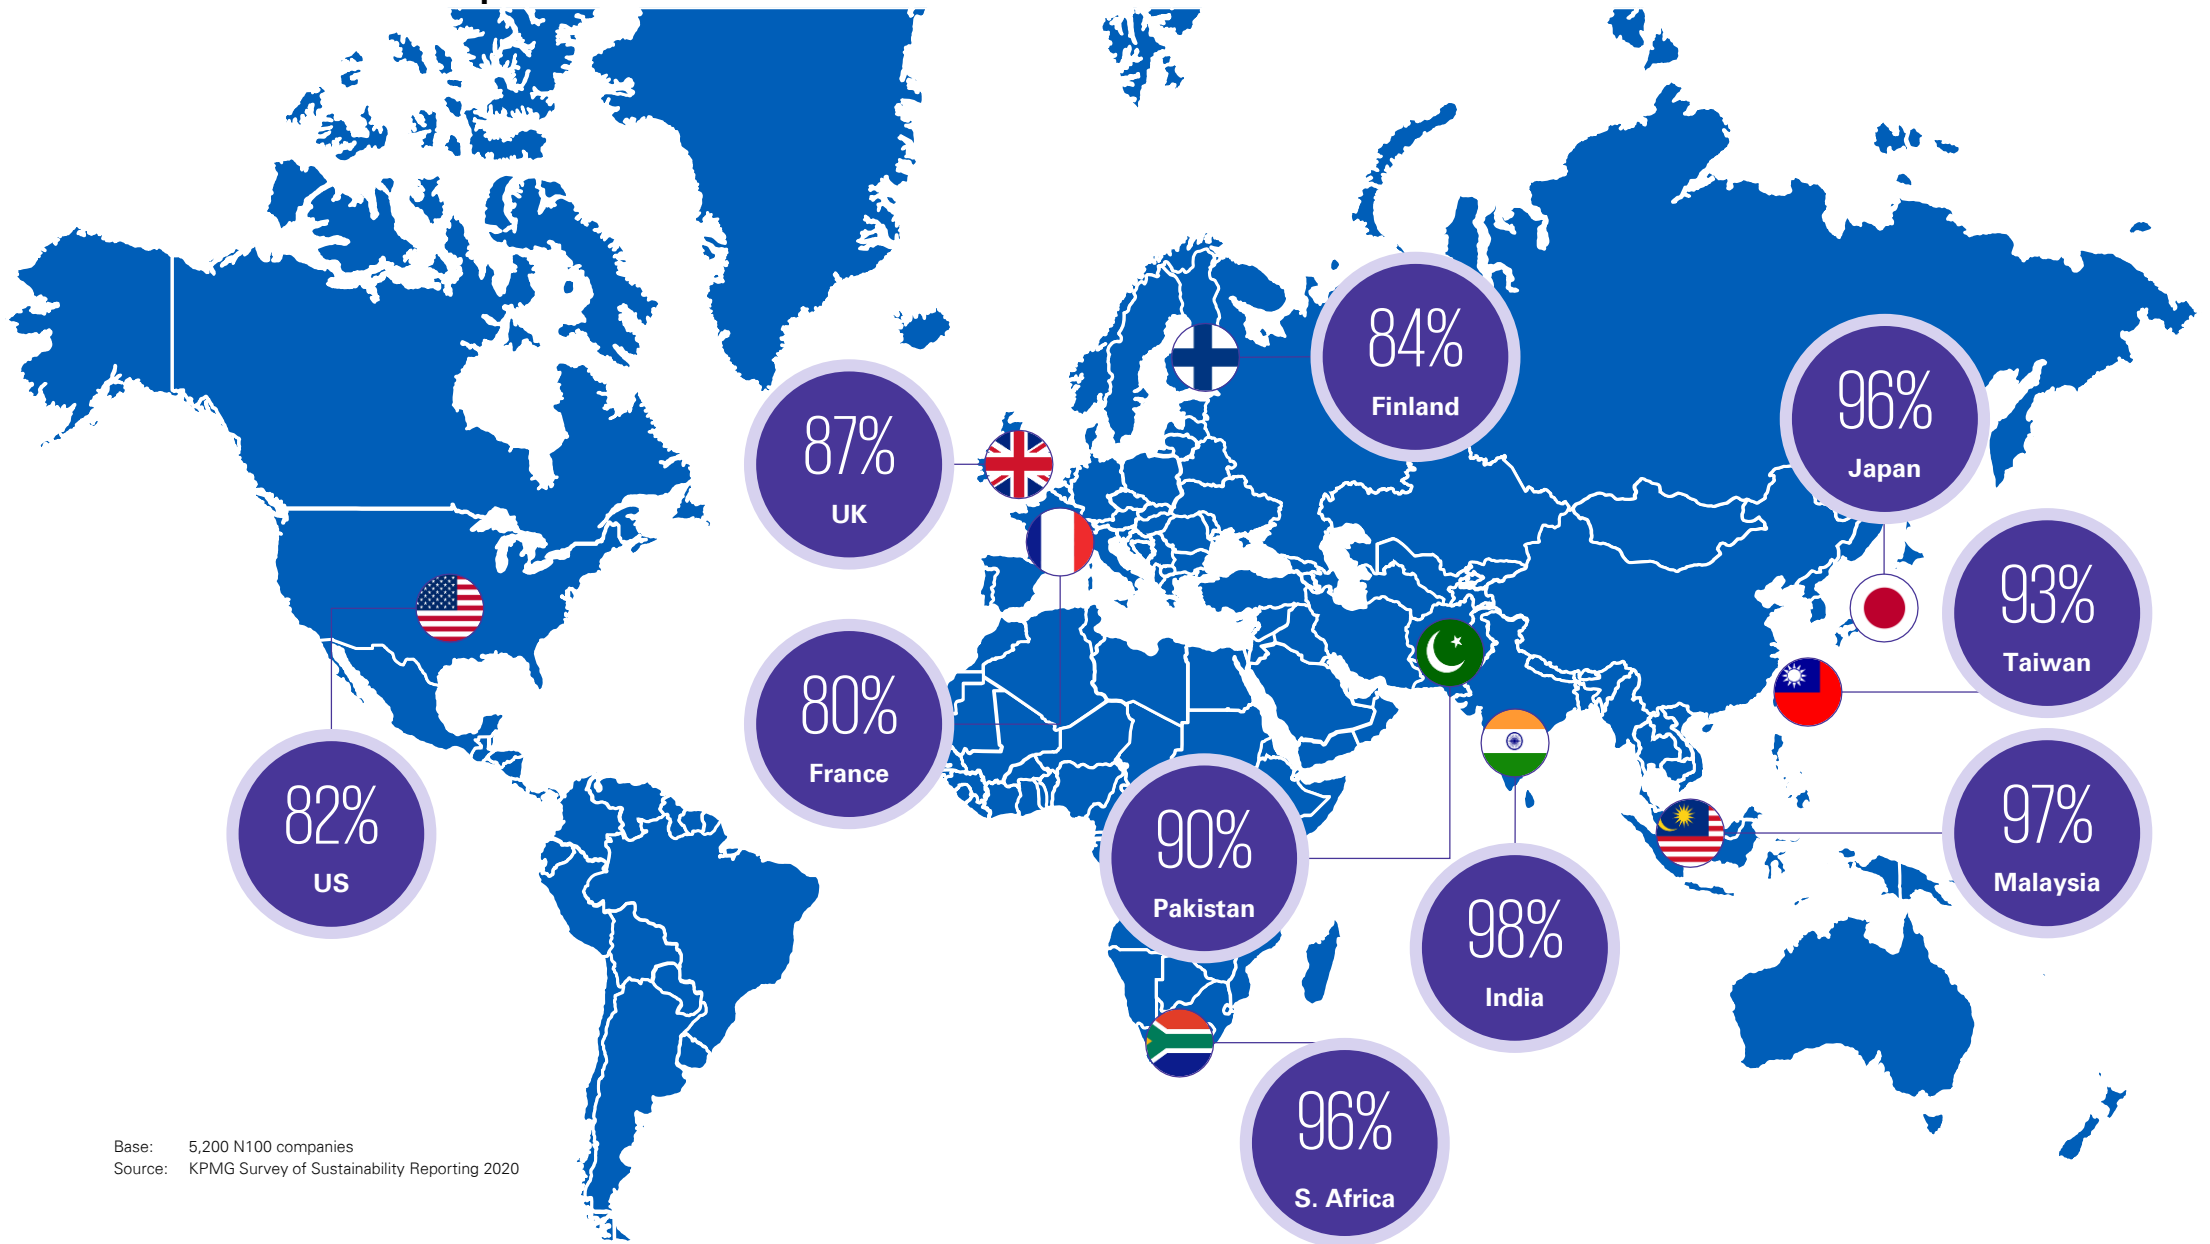 84%
Finland
96%
Japan
87%
UK
93%
Taiwan
80%
France
97%
Malaysia
82%
US
90%
Pakistan
98%
India
96%
S. Africa
Base: 5,200 N100 companies
Source: KPMG Survey of Sustainability Reporting 2020